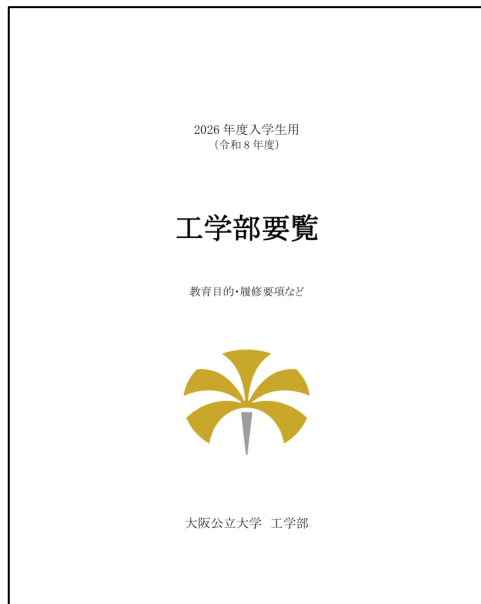 2026 年度入学生用
(令和 8 年度)
工学部要覧
教育目的・履修要項など
大阪公立大学 工学部